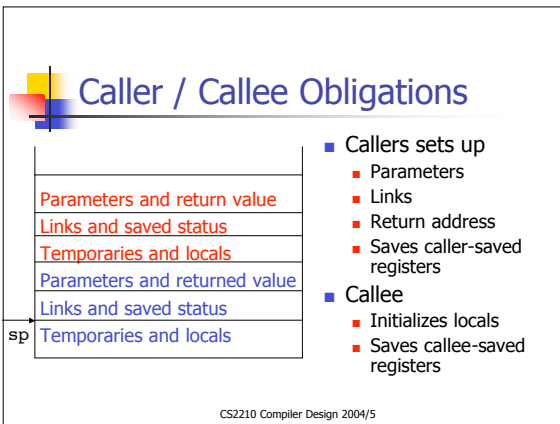 Caller / Callee Obligations
Parameters and return value
Links and saved status
Temporaries and locals
Parameters and returned value
Links and saved status
sp
Temporaries and locals
Callers sets up
Parameters
Links
Return address
Saves caller-saved
registers
Callee
Initializes locals
Saves callee-saved
registers
CS2210 Compiler Design 2004/5